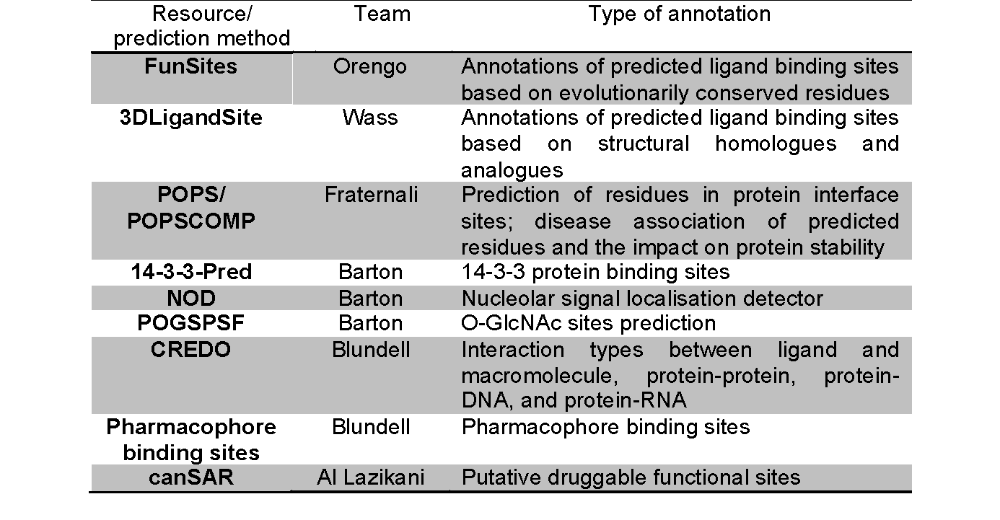 Resource/ Team Type of annotation
prediction method
FunSites Orengo Annotations of predicted ligand binding sites
based on evolutionarily conserved residues
3DLigandSite Wass Annotations of predicted ligand binding sites
based on structural homologues and
analogues
POPS/ Fraternali Prediction of residues in protein interface
POPSCOMP sites; disease association of predicted
residues and the impact on protein stability
14-3-3-Pred Barton 14-3-3 protein binding sites
NOD Barton Nucleolar signal localisation detector
POGSPSF Barton O-GlcNAc sites prediction
CREDO Blundell Interaction types between ligand and
macromolecule, protein-protein, protein-
DNA, and protein-RNA
Pharmacophore Blundell Pharmacophore binding sites
binding sites
canSAR Al Lazikani Putative druggable functional sites